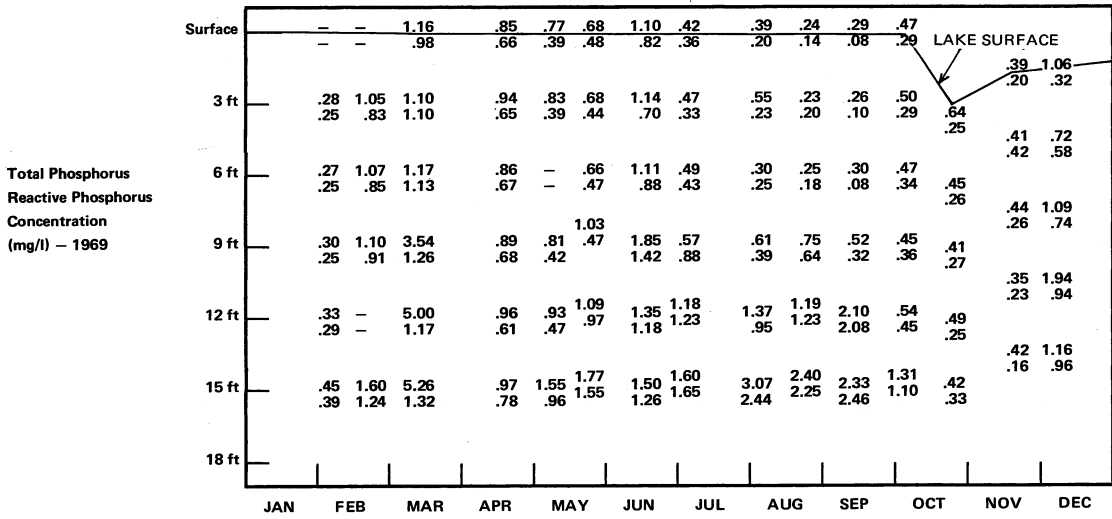 Surface – – 1.16 .85 .77 .68 1.10 .42 .39 .24 .29 .47
– – .98 .66 .39 .48 .82 .36 .20 .14 .08 .29 LAKE SURFACE
.39 1.06
.20 .32
3 ft .28 1.05 1.10 .94 .83 .68 1.14 .47 .55 .23 .26 .50
.25 .83 1.10 .65 .39 .44 .70 .33 .23 .20 .10 .29 .64
.25
.41 .72
.42 .58
Total Phosphorus
Reactive Phosphorus
Concentration
(mg/l) – 1969
6 ft .27 1.07 1.17 .86 – .66 1.11 .49 .30 .25 .30 .47
.25 .85 1.13 .67 – .47 .88 .43 .25 .18 .08 .34 .45
.26
.44 1.09
.26 .74
1.03
9 ft .30 1.10 3.54 .89 .81 .47 1.85 .57 .61 .75 .52 .45 .41
.25 .91 1.26 .68 .42 1.42 .88 .39 .64 .32 .36 .27
.35 1.94
.23 .94
1.09 1.18 1.19
12 ft .33 – 5.00 .96 .93 .97 1.35 1.23 1.37 1.23 2.10 .54 .49
.29 – 1.17 .61 .47 1.18 .95 2.08 .45 .25
.42 1.16
.16 .96
1.77 1.60 2.40 1.31
15 ft .45 1.60 5.26 .97 1.55 1.55 1.50 1.65 3.07 2.25 2.33 1.10 .42
.39 1.24 1.32 .78 .96 1.26 2.44 2.46 .33
18 ft
JAN FEB MAR APR MAY JUN JUL AUG SEP OCT NOV DEC